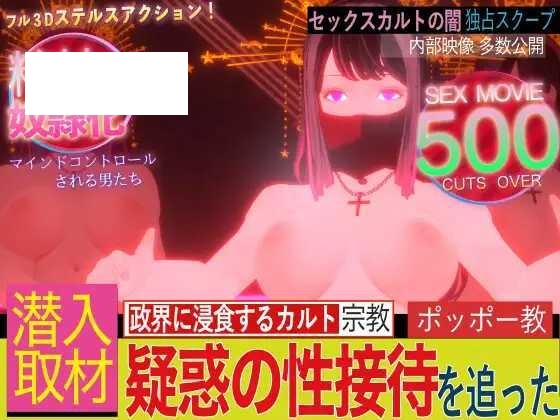 フル3Dステルスアクション!
セックスカルトの闇 独占スクープ
内部映像 多数公開
奴隷化
マインドコントロール
される男たち
SEX MOVIE
500
CUTS OVER
潜入
取材
政界に浸食するカルト宗教
ポッポー教
疑惑の性接待を追った